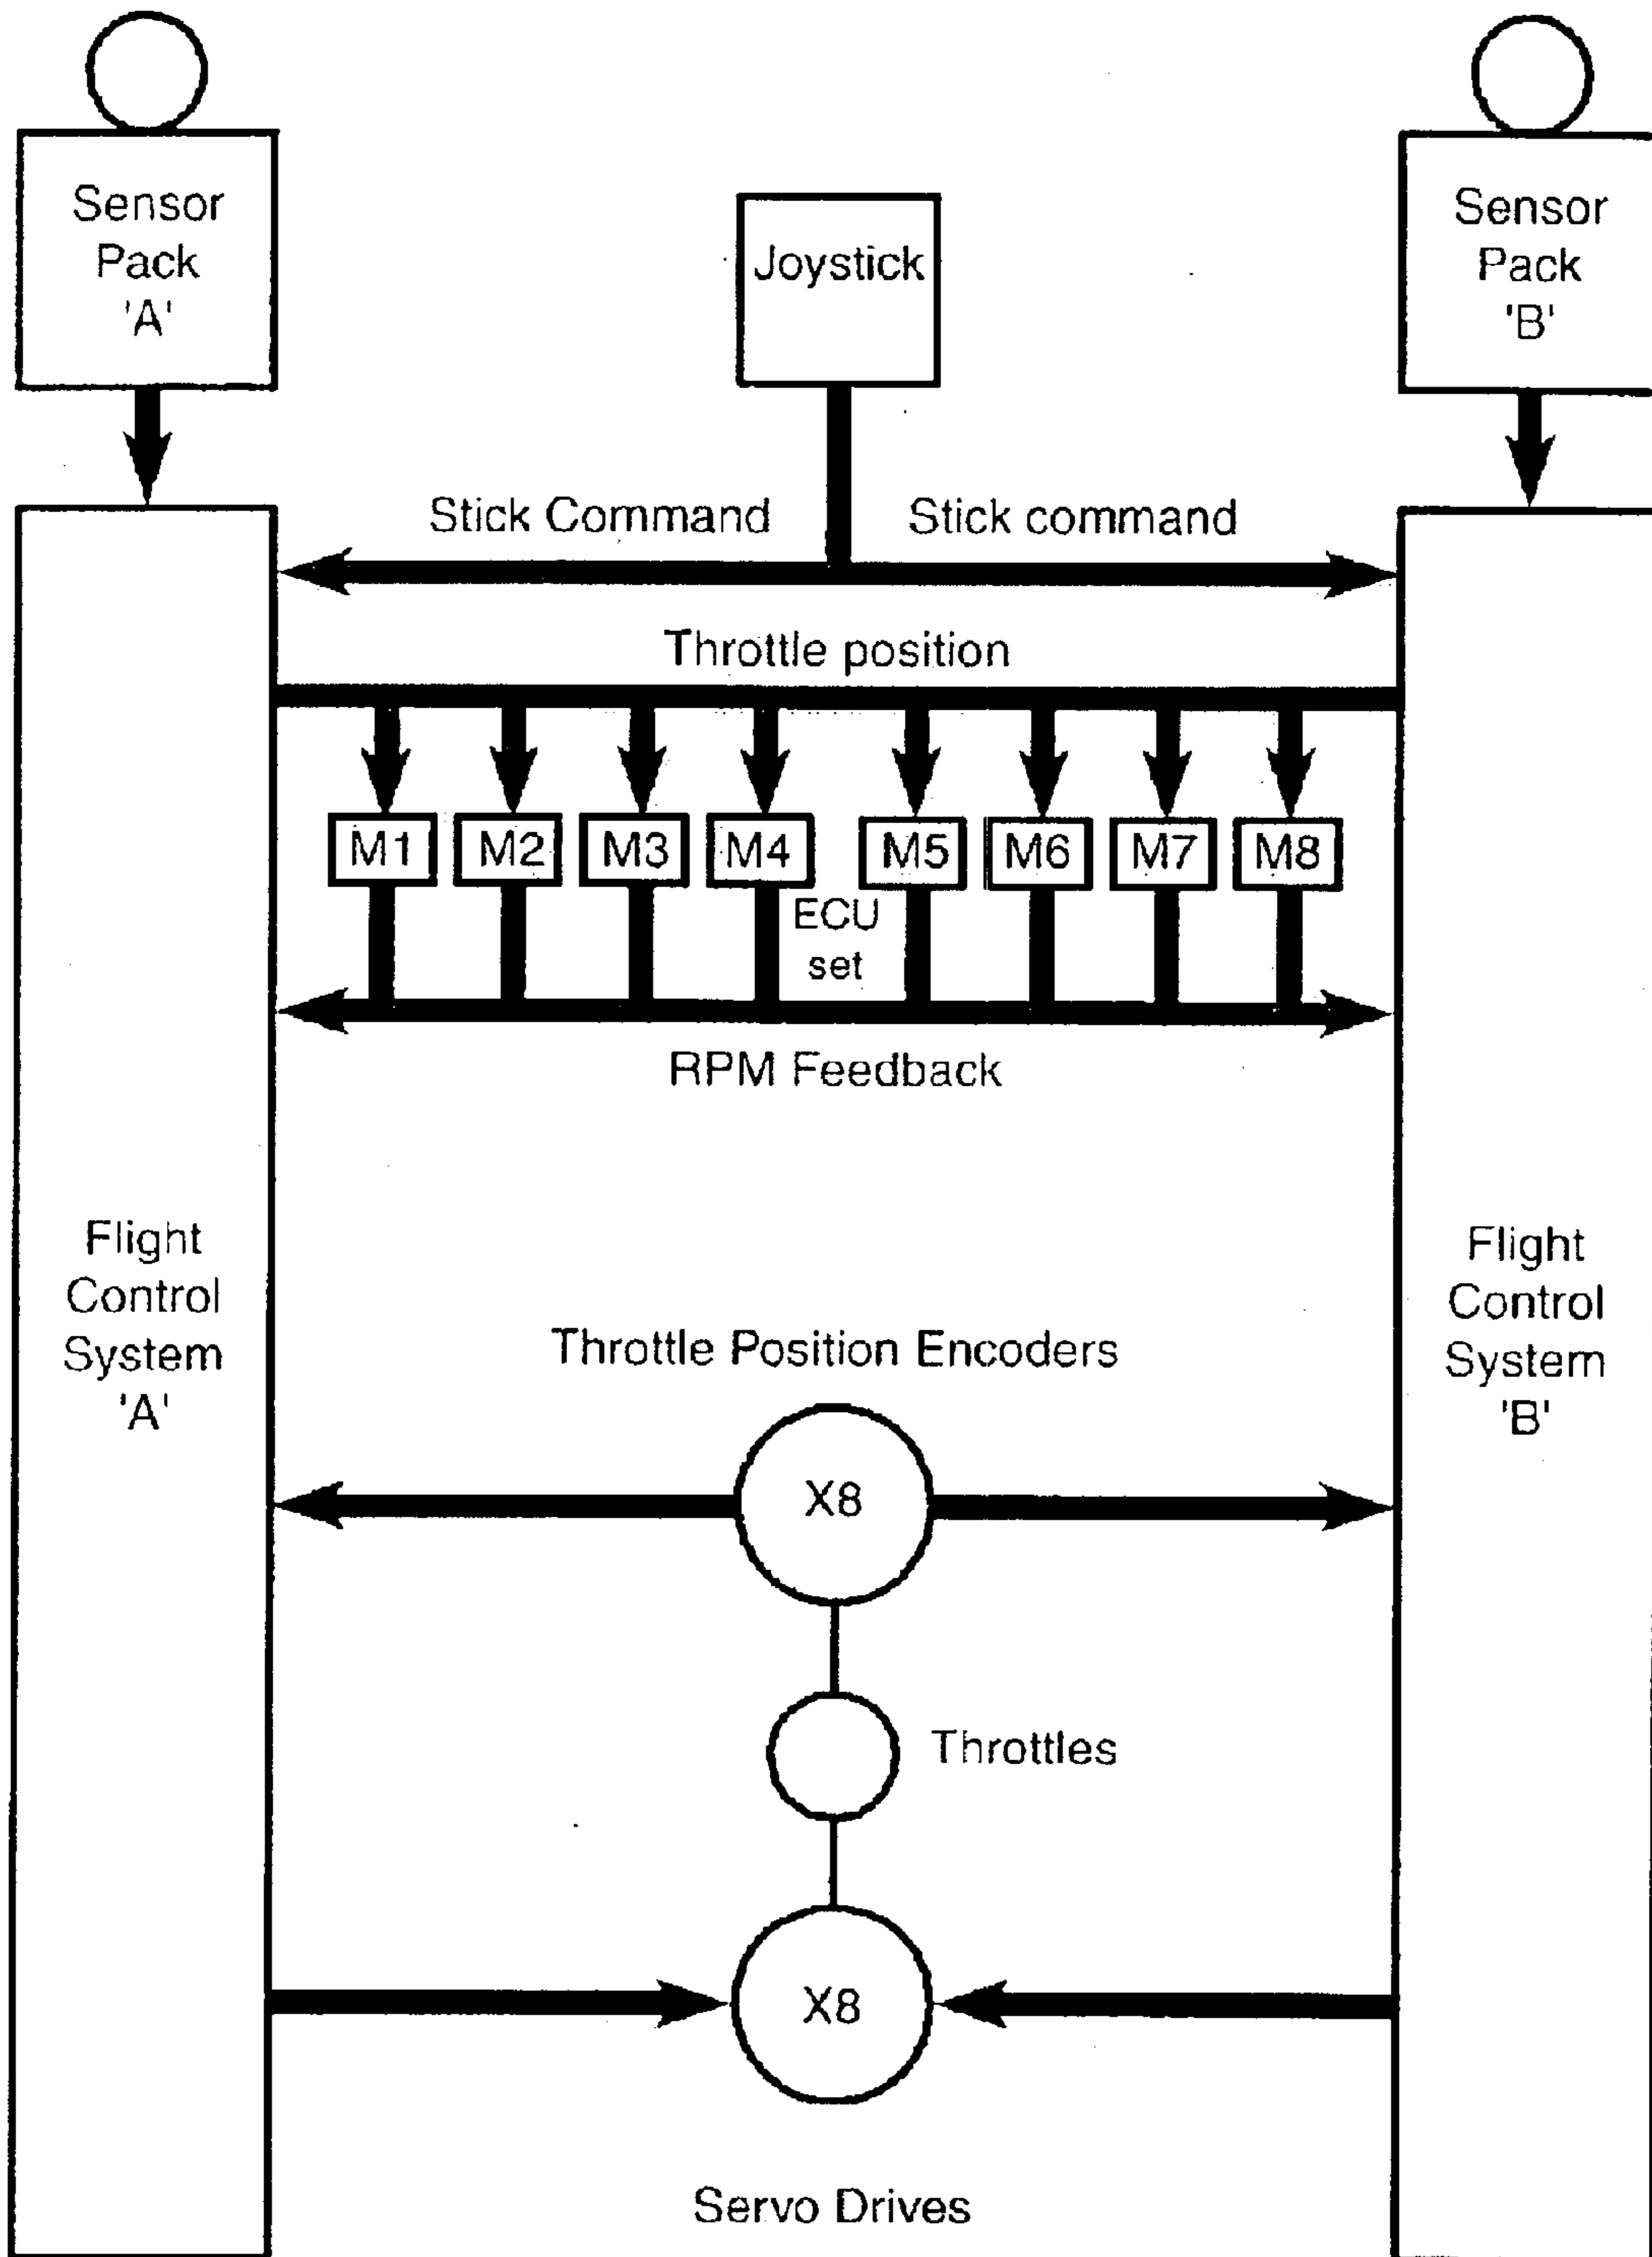 Sensor
Pack
'A'
Joystick
Sensor
Pack
'B'
Stick Command
Stick command
Throttle position
M1
M2
M3
M4
M5
M6
M7
M8
ECU
set
RPM Feedback
Flight
Control
System
'A'
Flight
Control
System
'B'
Throttle Position Encoders
X8
Throttles
X8
Servo Drives